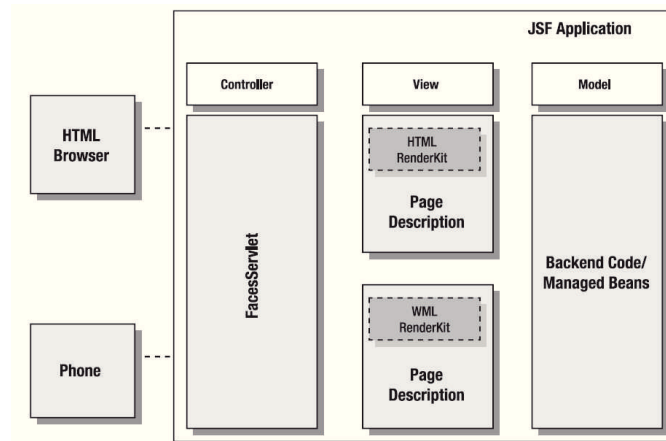 JSF Application
Controller
View
Model
HTML
Browser
HTML
RenderKit
Page
Description
FacesServlet
Backend Code/
Managed Beans
Phone
WML
RenderKit
Page
Description